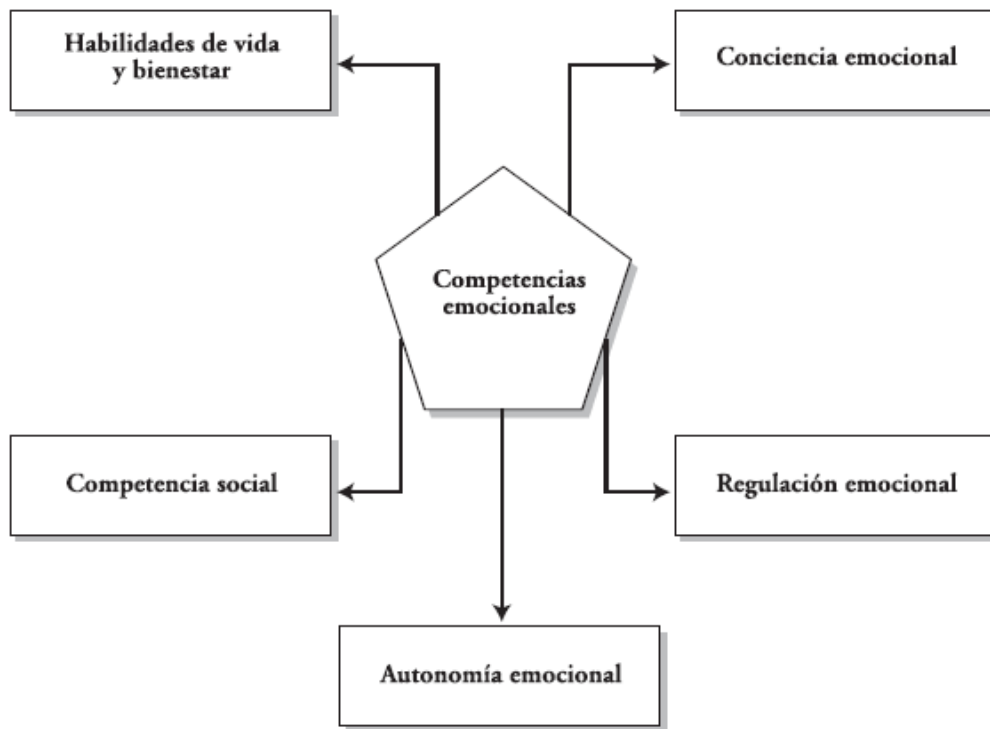 Habilidades de vida
y bienestar
Conciencia emocional
Competencias
emocionales
Competencia social
Regulación emocional
Autonomía emocional